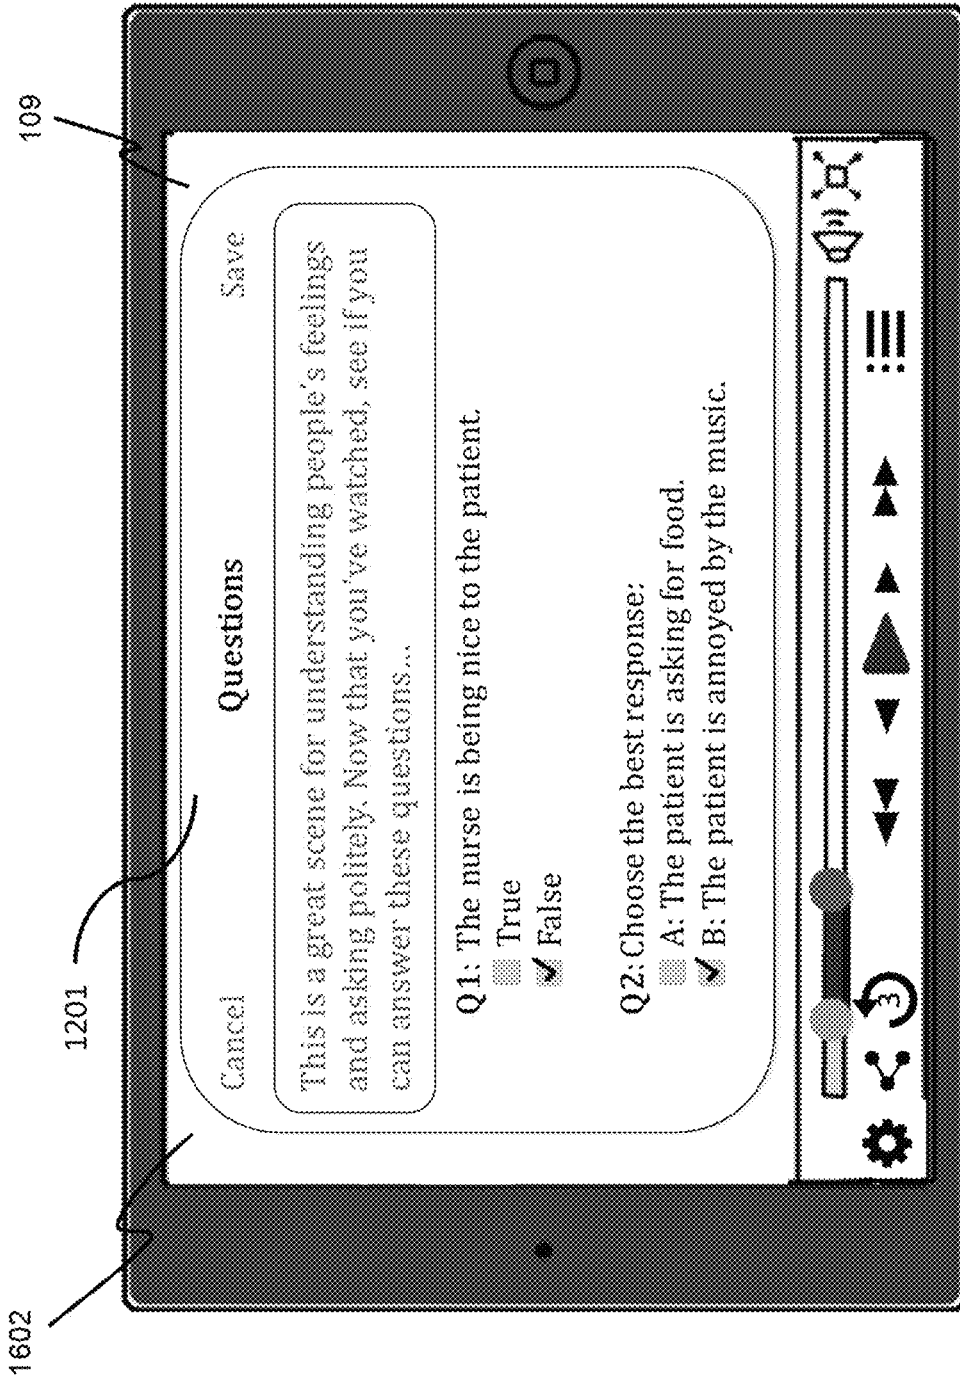 1602
1201
109
Cancel
Questions
Save
This is a great scene for understanding people's feelings
and asking politely. Now that you've watched, see if you
can answer these questions...
Q1: The nurse is being nice to the patient.
True
False
Q2: Choose the best response:
A: The patient is asking for food.
B: The patient is annoyed by the music.
3